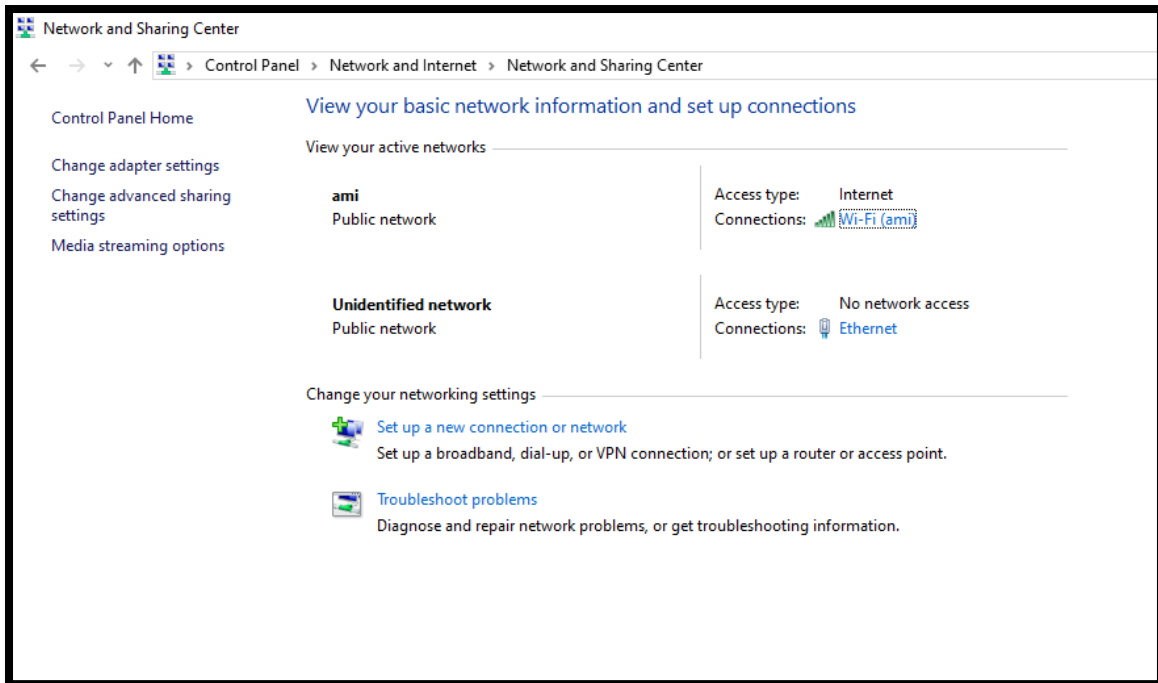 Network and Sharing Center
Control Panel > Network and Internet > Network and Sharing Center
Control Panel Home
Change adapter settings
Change advanced sharing
settings
Media streaming options
View your basic network information and set up connections
View your active networks
ami
Public network
Access type: Internet
Connections: Wi-Fi (ami)
Unidentified network
Public network
Access type: No network access
Connections: Ethernet
Change your networking settings
Set up a new connection or network
Set up a broadband, dial-up, or VPN connection; or set up a router or access point.
Troubleshoot problems
Diagnose and repair network problems, or get troubleshooting information.